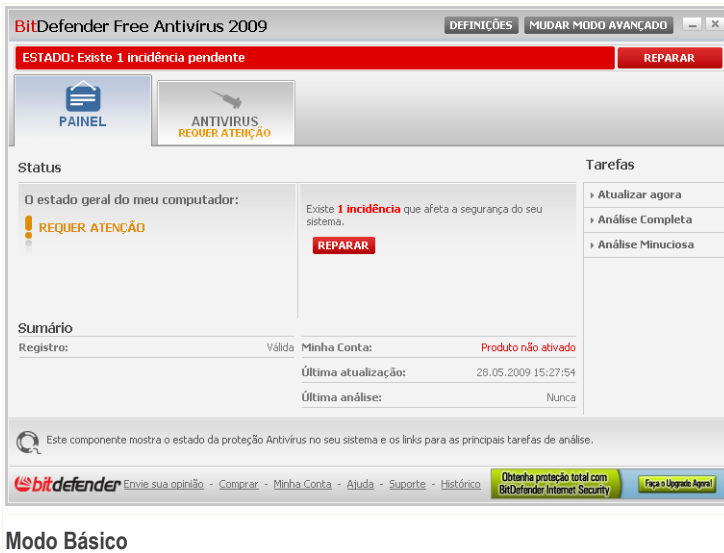 BitDefender Free Antivírus 2009
DEFINIÇÕES
MUDAR MODO AVANÇADO
ESTADO: Existe 1 incidência pendente
REPARAR
PAINEL
ANTIVIRUS
REQUER ATENÇÃO
Status
O estado geral do meu computador:
REQUER ATENÇÃO
Existe 1 incidência que afeta a segurança do seu
sistema.
REPARAR
Tarefas
Atualizar agora
Análise Completa
Análise Minuciosa
Sumário
Registro: Válida
Minha Conta: Produto não ativado
Última atualização: 28.05.2009 15:27:54
Última análise: Nunca
Este componente mostra o estado da proteção Antivírus no seu sistema e os links para as principais tarefas de análise.
bitdefender
Envie sua opinião - Comprar - Minha Conta - Ajuda - Suporte - Histórico
Obtenha proteção total com
BitDefender Internet Security
Faça o Upgrade Agora!
Modo Básico